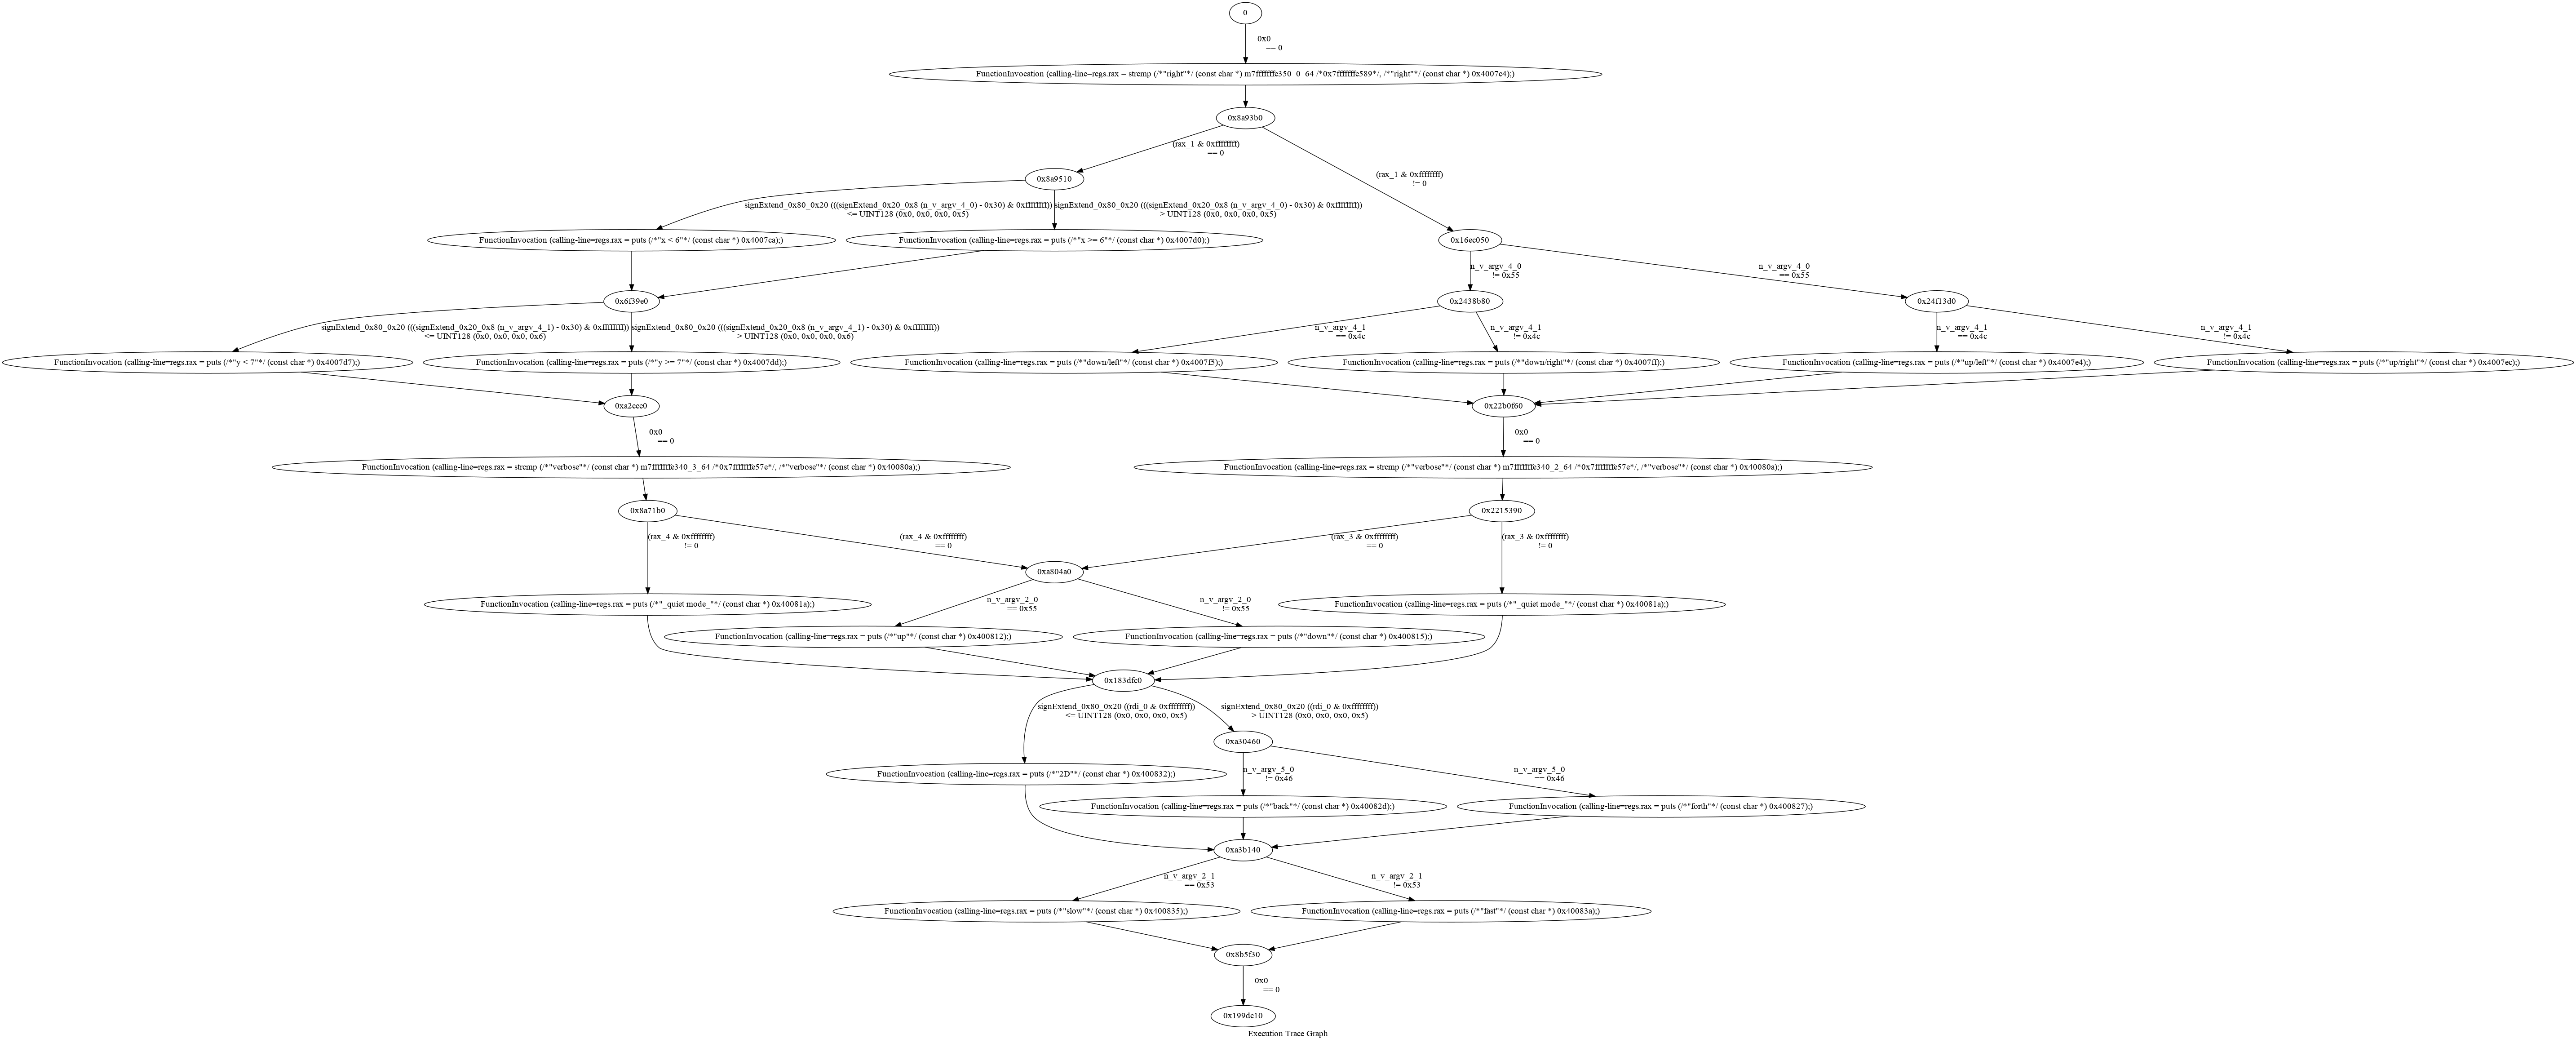 0
0x0
== 0
FunctionInvocation (calling-line=regs.rax = strcmp (/*"right"*/ (const char *) m7fffffffe350_0_64 /*0x7fffffffe589*/, /*"right"*/ (const char *) 0x4007c4);)
0x8a93b0
(rax_1 & 0xffffffff)
== 0
(rax_1 & 0xffffffff)
!= 0
0x8a9510
signExtend_0x80_0x20 (((signExtend_0x20_0x8 (n_v_argv_4_0) - 0x30) & 0xffffffff))
<= UINT128 (0x0, 0x0, 0x0, 0x5)
signExtend_0x80_0x20 (((signExtend_0x20_0x8 (n_v_argv_4_0) - 0x30) & 0xffffffff))
> UINT128 (0x0, 0x0, 0x0, 0x5)
FunctionInvocation (calling-line=regs.rax = puts (/*"x < 6"*/ (const char *) 0x4007ca);)
FunctionInvocation (calling-line=regs.rax = puts (/*"x >= 6"*/ (const char *) 0x4007d0);)
0x16ec050
n_v_argv_4_0
!= 0x55
n_v_argv_4_0
== 0x55
0x6f39e0
0x2438b80
0x24f13d0
signExtend_0x80_0x20 (((signExtend_0x20_0x8 (n_v_argv_4_1) - 0x30) & 0xffffffff))
<= UINT128 (0x0, 0x0, 0x0, 0x6)
signExtend_0x80_0x20 (((signExtend_0x20_0x8 (n_v_argv_4_1) - 0x30) & 0xffffffff))
> UINT128 (0x0, 0x0, 0x0, 0x6)
n_v_argv_4_1
== 0x4c
n_v_argv_4_1
!= 0x4c
n_v_argv_4_1
== 0x4c
n_v_argv_4_1
!= 0x4c
FunctionInvocation (calling-line=regs.rax = puts (/*"y < 7"*/ (const char *) 0x4007d7);)
FunctionInvocation (calling-line=regs.rax = puts (/*"y >= 7"*/ (const char *) 0x4007dd);)
FunctionInvocation (calling-line=regs.rax = puts (/*"down/left"*/ (const char *) 0x4007f5);)
FunctionInvocation (calling-line=regs.rax = puts (/*"down/right"*/ (const char *) 0x4007ff);)
FunctionInvocation (calling-line=regs.rax = puts (/*"up/left"*/ (const char *) 0x4007e4);)
FunctionInvocation (calling-line=regs.rax = puts (/*"up/right"*/ (const char *) 0x4007ec);)
0xa2cee0
0x22b0f60
0x0
== 0
0x0
== 0
FunctionInvocation (calling-line=regs.rax = strcmp (/*"verbose"*/ (const char *) m7fffffffe340_3_64 /*0x7fffffffe57e*/, /*"verbose"*/ (const char *) 0x40080a);)
FunctionInvocation (calling-line=regs.rax = strcmp (/*"verbose"*/ (const char *) m7fffffffe340_2_64 /*0x7fffffffe57e*/, /*"verbose"*/ (const char *) 0x40080a);)
0x8a71b0
0x2215390
(rax_4 & 0xffffffff)
!= 0
(rax_4 & 0xffffffff)
== 0
(rax_3 & 0xffffffff)
== 0
(rax_3 & 0xffffffff)
!= 0
0xa804a0
FunctionInvocation (calling-line=regs.rax = puts (/*"_quiet mode_"*/ (const char *) 0x40081a);)
n_v_argv_2_0
== 0x55
n_v_argv_2_0
!= 0x55
FunctionInvocation (calling-line=regs.rax = puts (/*"_quiet mode_"*/ (const char *) 0x40081a);)
FunctionInvocation (calling-line=regs.rax = puts (/*"up"*/ (const char *) 0x400812);)
FunctionInvocation (calling-line=regs.rax = puts (/*"down"*/ (const char *) 0x400815);)
0x183dfc0
signExtend_0x80_0x20 ((rdi_0 & 0xffffffff))
<= UINT128 (0x0, 0x0, 0x0, 0x5)
signExtend_0x80_0x20 ((rdi_0 & 0xffffffff))
> UINT128 (0x0, 0x0, 0x0, 0x5)
0xa30460
FunctionInvocation (calling-line=regs.rax = puts (/*"2D"*/ (const char *) 0x400832);)
n_v_argv_5_0
!= 0x46
n_v_argv_5_0
== 0x46
FunctionInvocation (calling-line=regs.rax = puts (/*"back"*/ (const char *) 0x40082d);)
FunctionInvocation (calling-line=regs.rax = puts (/*"forth"*/ (const char *) 0x400827);)
0xa3b140
n_v_argv_2_1
== 0x53
n_v_argv_2_1
!= 0x53
FunctionInvocation (calling-line=regs.rax = puts (/*"slow"*/ (const char *) 0x400835);)
FunctionInvocation (calling-line=regs.rax = puts (/*"fast"*/ (const char *) 0x40083a);)
0x8b5f30
0x0
== 0
0x199dc10
Execution Trace Graph